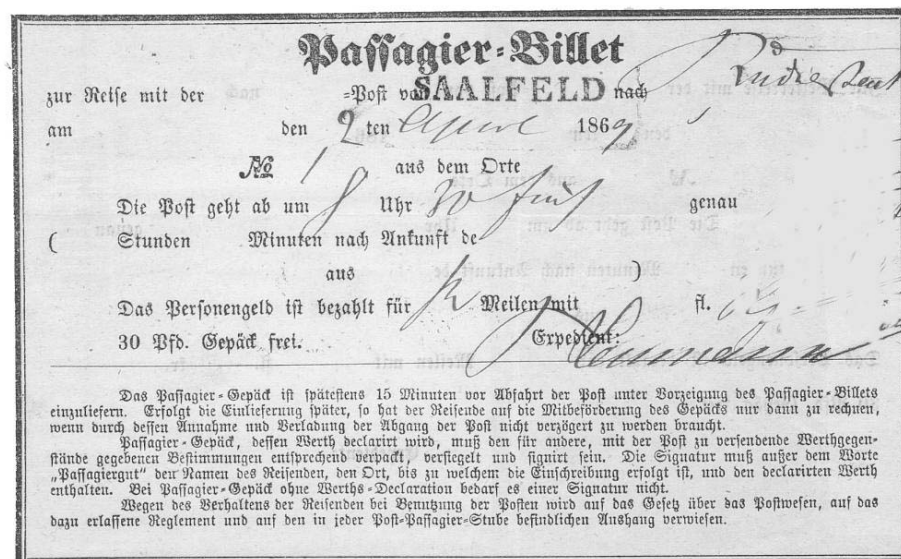 Passagier-Billet
zur Reise mit der -Post von SAALFELD nach
am den 2 ten April 186
No 1 aus dem Orte
Die Post geht ab um 8 Uhr 30 früh genau
( Stunden Minuten nach Ankunft de
aus )
Das Personengeld ist bezahlt für Meilen mit fl.
30 Pfd. Gepäck frei. Expedient:
Das Passagier-Gepäck ist spätestens 15 Minuten vor Abfahrt der Post unter Vorzeigung des Passagier-Billets
einzuliefern. Erfolgt die Einlieferung später, so hat der Reisende auf die Mitbeförderung des Gepäcks nur dann zu rechnen,
wenn durch dessen Annahme und Verladung der Abgang der Post nicht verzögert zu werden braucht.
Passagier-Gepäck, dessen Werth declarirt wird, muß den für andere, mit der Post zu versendende Werthgegen-
stände gegebenen Bestimmungen entsprechend verpackt, versiegelt und signirt sein. Die Signatur muß außer dem Worte
„Passagiergut" den Namen des Reisenden, den Ort, bis zu welchem die Einschreibung erfolgt ist, und den declarirten Werth
enthalten. Bei Passagier-Gepäck ohne Werths-Declaration bedarf es einer Signatur nicht.
Wegen des Verhaltens der Reisenden bei Benutzung der Posten wird auf das Gesetz über das Postwesen, auf das
dazu erlassene Reglement und auf den in jeder Post-Passagier-Stube befindlichen Aushang verwiesen.